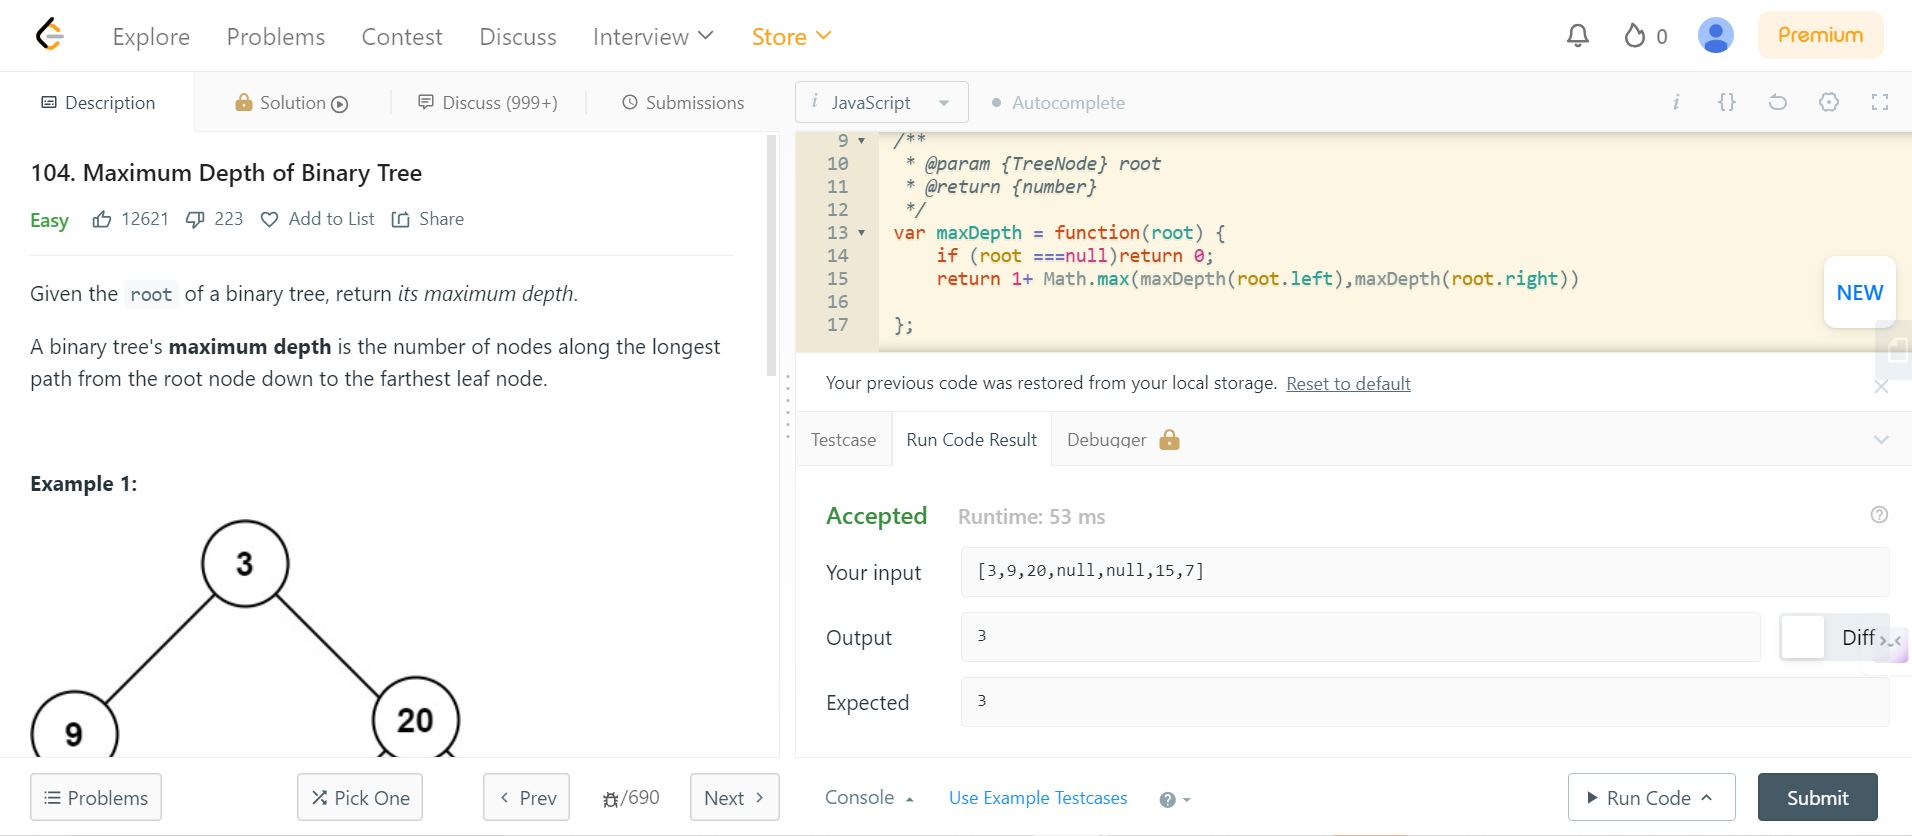 Explore Problems Contest Discuss Interview Store 0 Premium
Description Solution Discuss (999+) Submissions
i JavaScript Autocomplete i {}
104. Maximum Depth of Binary Tree
Easy 12621 223 Add to List Share
Given the root of a binary tree, return its maximum depth.
A binary tree's maximum depth is the number of nodes along the longest
path from the root node down to the farthest leaf node.
Example 1:
3
9
20
Problems Pick One Prev /690 Next
9 /**
10 * @param {TreeNode} root
11 * @return {number}
12 */
13 var maxDepth = function(root) {
14 if (root ===null)return 0;
15 return 1+ Math.max(maxDepth(root.left),maxDepth(root.right))
16
17 };
NEW
Your previous code was restored from your local storage. Reset to default
Testcase Run Code Result Debugger
Accepted Runtime: 53 ms
Your input [3,9,20,null,null,15,7]
Output 3 Diff
Expected 3
Console Use Example Testcases Run Code Submit